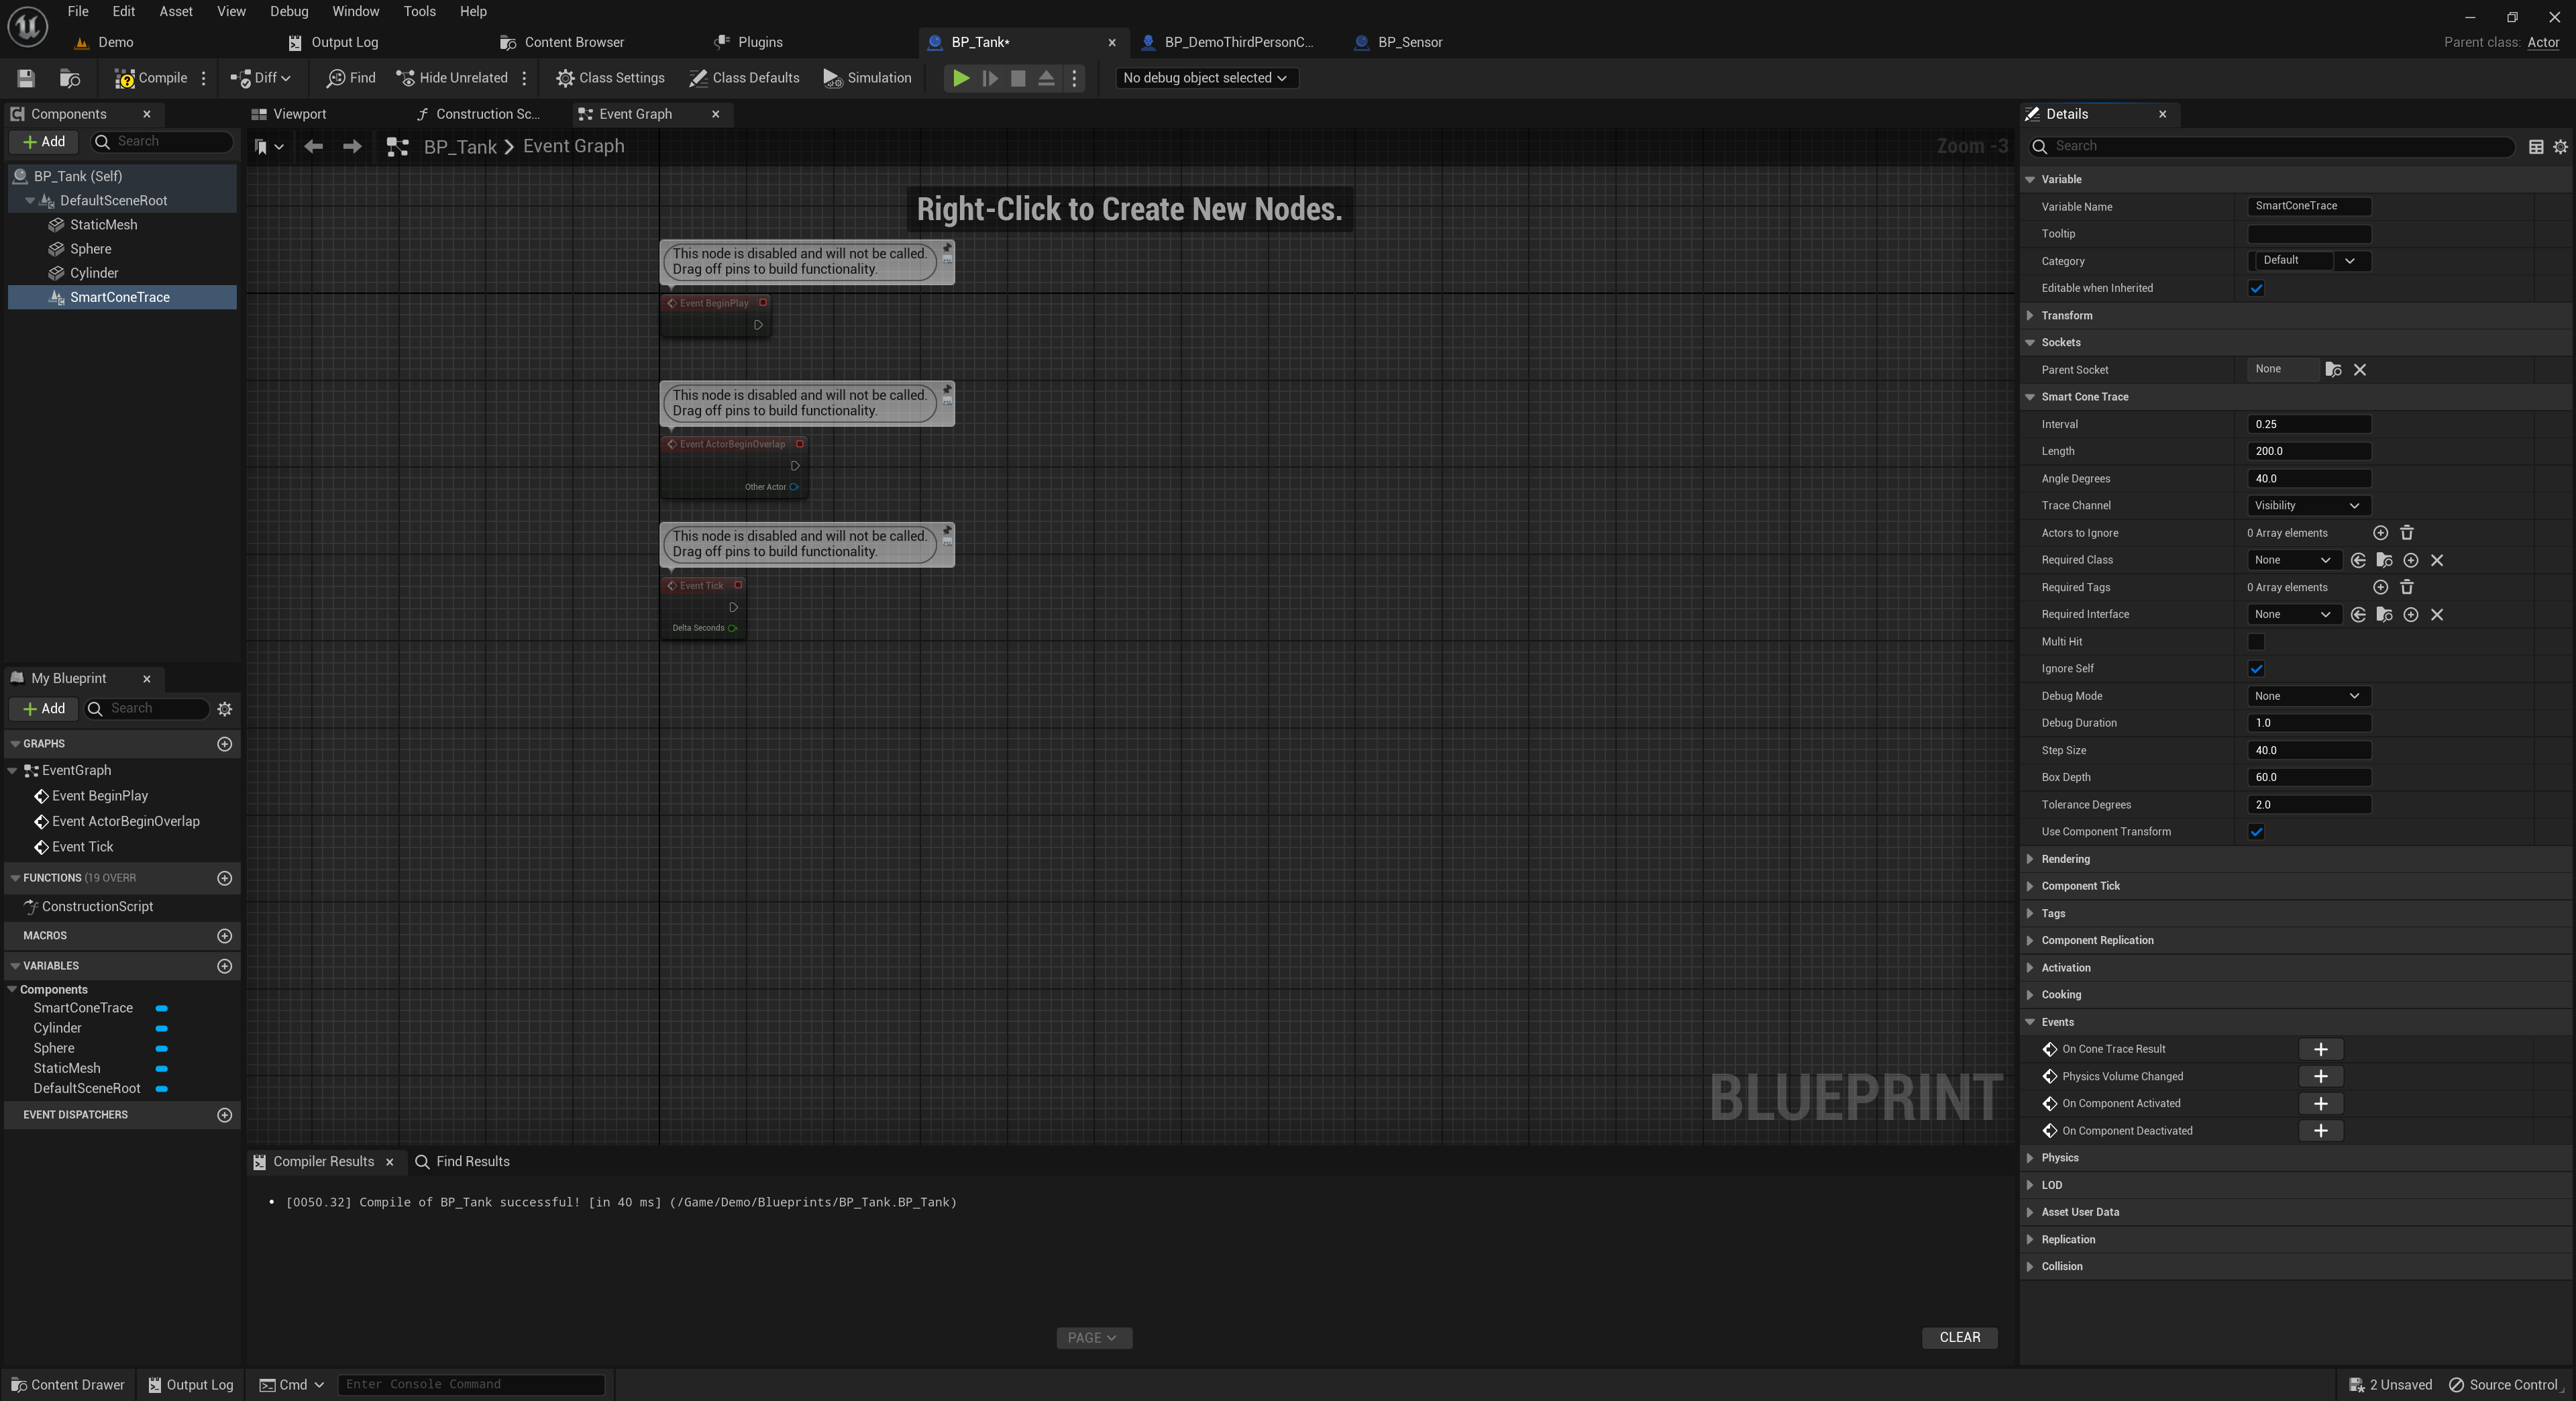 File Edit Asset View Debug Window Tools Help
Demo Output Log Content Browser Plugins BP_Tank* BP_DemoThirdPersonC... BP_Sensor Parent class: Actor
Compile Diff Find Hide Unrelated Class Settings Class Defaults Simulation No debug object selected
Components
Add Search
BP_Tank (Self)
DefaultSceneRoot
StaticMesh
Sphere
Cylinder
SmartConeTrace
My Blueprint
Add Search
GRAPHS
EventGraph
Event BeginPlay
Event ActorBeginOverlap
Event Tick
FUNCTIONS (19 OVERR
ConstructionScript
MACROS
VARIABLES
Components
SmartConeTrace
Cylinder
Sphere
StaticMesh
DefaultSceneRoot
EVENT DISPATCHERS
Viewport Construction Sc... Event Graph
BP_Tank > Event Graph Zoom -3
Right-Click to Create New Nodes.
This node is disabled and will not be called.
Drag off pins to build functionality.
Event BeginPlay
This node is disabled and will not be called.
Drag off pins to build functionality.
Event ActorBeginOverlap
Other Actor
This node is disabled and will not be called.
Drag off pins to build functionality.
Event Tick
Delta Seconds
BLUEPRINT
Compiler Results Find Results
• [0050.32] Compile of BP_Tank successful! [in 40 ms] (/Game/Demo/Blueprints/BP_Tank.BP_Tank)
PAGE CLEAR
Details
Search
Variable
Variable Name SmartConeTrace
Tooltip
Category Default
Editable when Inherited
Transform
Sockets
Parent Socket None
Smart Cone Trace
Interval 0.25
Length 200.0
Angle Degrees 40.0
Trace Channel Visibility
Actors to Ignore 0 Array elements
Required Class None
Required Tags 0 Array elements
Required Interface None
Multi Hit
Ignore Self
Debug Mode None
Debug Duration 1.0
Step Size 40.0
Box Depth 60.0
Tolerance Degrees 2.0
Use Component Transform
Rendering
Component Tick
Tags
Component Replication
Activation
Cooking
Events
On Cone Trace Result
Physics Volume Changed
On Component Activated
On Component Deactivated
Physics
LOD
Asset User Data
Replication
Collision
Content Drawer Output Log Cmd Enter Console Command 2 Unsaved Source Control